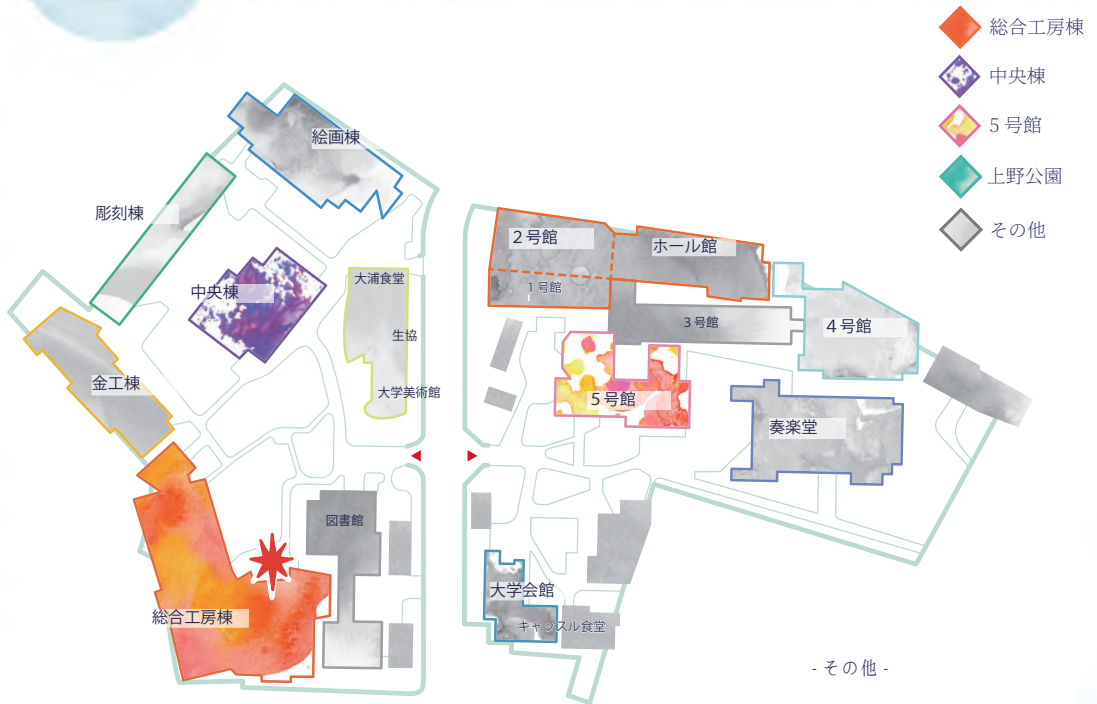 総合工房棟
中央棟
5号館
上野公園
その他
絵画棟
彫刻棟
2号館
ホール館
大浦食堂
中央棟
1号館
3号館
4号館
生協
金工棟
大学美術館
5号館
奏楽堂
図書館
大学会館
総合工房棟
キャッスル食堂
- その他 -